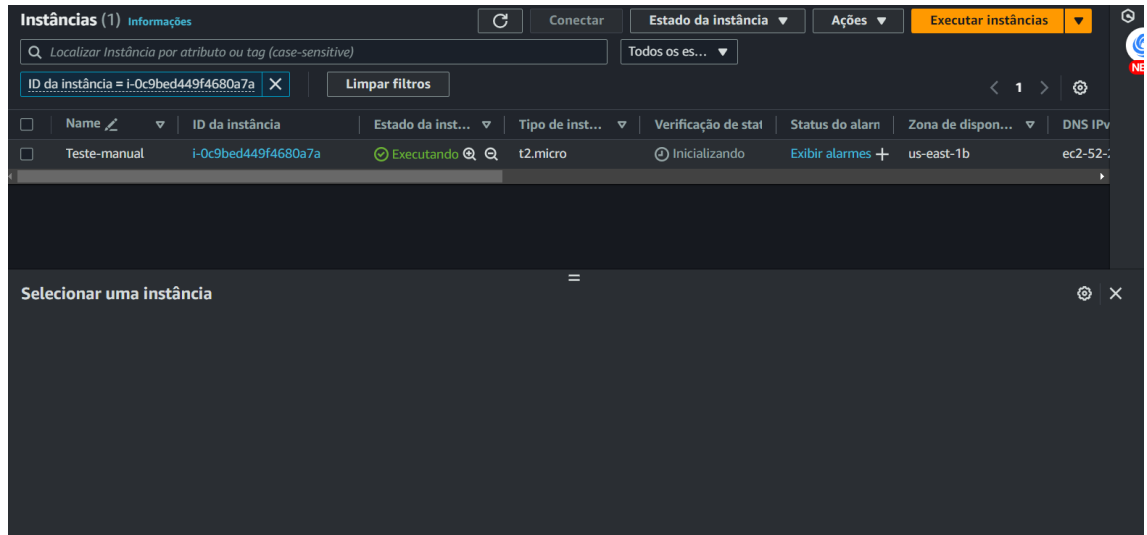 Instâncias (1) Informações
Conectar
Estado da instância
Ações
Executar instâncias
Localizar Instância por atributo ou tag (case-sensitive)
Todos os es...
ID da instância = i-0c9bed449f4680a7a
Limpar filtros
1
Name ID da instância Estado da inst... Tipo de inst... Verificação de stat Status do alarn Zona de dispon... DNS IPv
Teste-manual i-0c9bed449f4680a7a Executando t2.micro Inicializando Exibir alarmes + us-east-1b ec2-52-
Selecionar uma instância